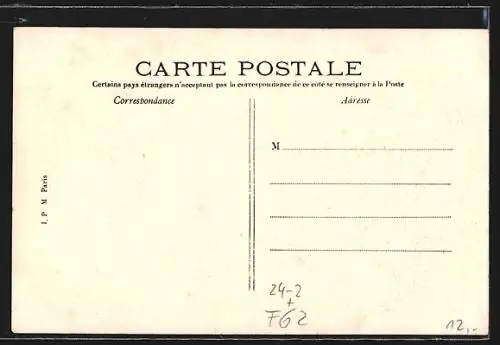 CARTE POSTALE
Certains pays étrangers n'acceptant pas la correspondance de ce côté se renseigner à la Poste
Correspondance
Adresse
M
I. P. M. Paris
24-2
+
F62
12,-